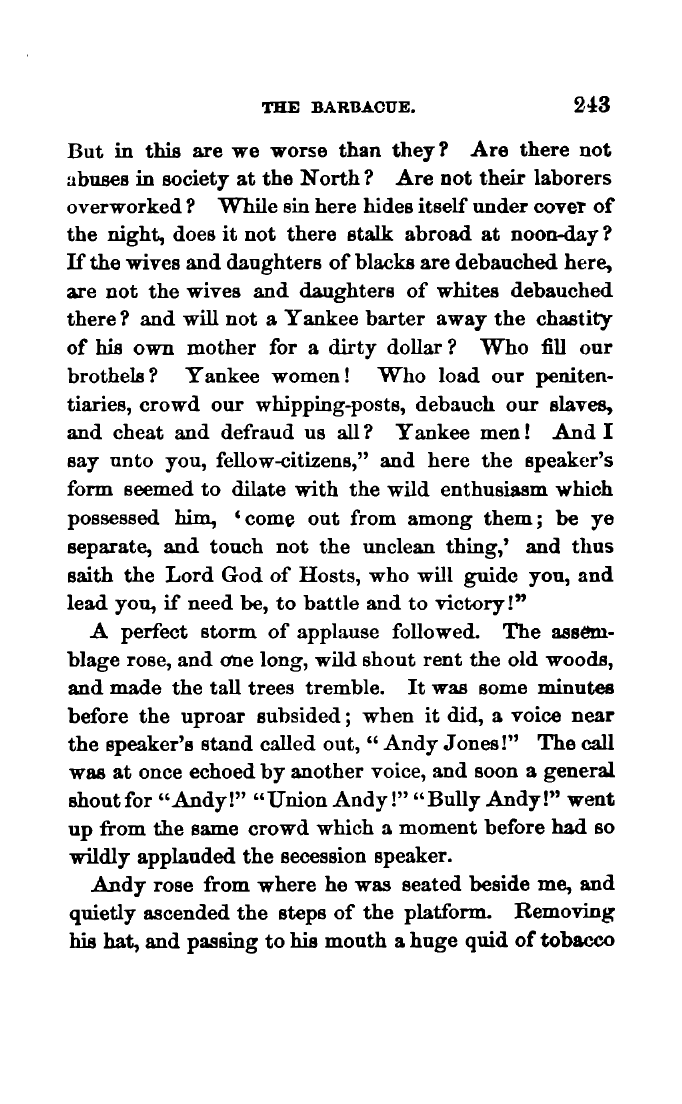 THE BARBACUE. 243
But in this are we worse than they? Are there not
abuses in society at the North? Are not their laborers
overworked? While sin here hides itself under cover of
the night, does it not there stalk abroad at noon-day?
If the wives and daughters of blacks are debauched here,
are not the wives and daughters of whites debauched
there? and will not a Yankee barter away the chastity
of his own mother for a dirty dollar? Who fill our
brothels? Yankee women! Who load our peniten-
tiaries, crowd our whipping-posts, debauch our slaves,
and cheat and defraud us all? Yankee men! And I
say unto you, fellow-citizens,” and here the speaker’s
form seemed to dilate with the wild enthusiasm which
possessed him, ‘come out from among them; be ye
separate, and touch not the unclean thing,’ and thus
saith the Lord God of Hosts, who will guide you, and
lead you, if need be, to battle and to victory!”
A perfect storm of applause followed. The assem-
blage rose, and one long, wild shout rent the old woods,
and made the tall trees tremble. It was some minutes
before the uproar subsided; when it did, a voice near
the speaker’s stand called out, “Andy Jones!” The call
was at once echoed by another voice, and soon a general
shout for “Andy!” “Union Andy!” “Bully Andy!” went
up from the same crowd which a moment before had so
wildly applauded the secession speaker.
Andy rose from where he was seated beside me, and
quietly ascended the steps of the platform. Removing
his hat, and passing to his mouth a huge quid of tobacco